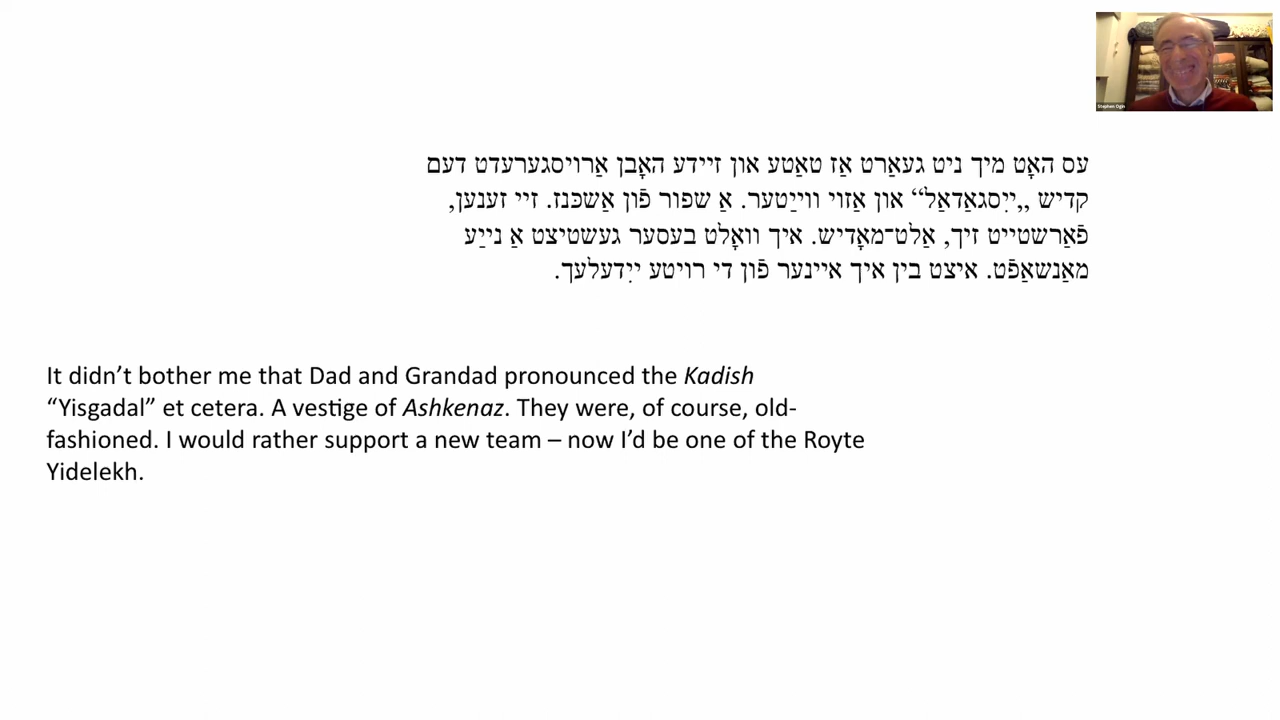 Stephen Ogin
עס האָט מיך ניט געאַרט אַז טאַטע און זיידע האָבן אַרויסגערעדט דעם
קדיש „ייִסגאַדאַל“ און אַזוי ווײַטער. אַ שפור פֿון אַשכּנז. זיי זענען,
פֿאַרשטייט זיך, אַלט־מאָדיש. איך וואָלט בעסער געשטיצט אַ נײַע
מאַנשאַפֿט. איצט בין איך איינער פֿון די רויטע ייִדעלעך.
It didn’t bother me that Dad and Grandad pronounced the Kadish
“Yisgadal” et cetera. A vestige of Ashkenaz. They were, of course, old-
fashioned. I would rather support a new team – now I’d be one of the Royte
Yidelekh.